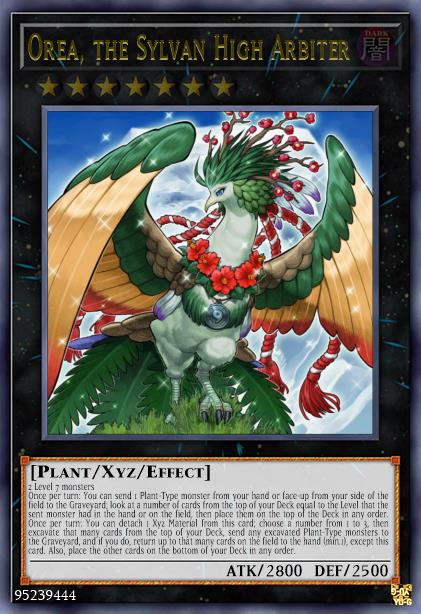 OREA, THE SYLVAN HIGH ARBITER
DARK
闇
[PLANT/XYZ/EFFECT]
2 Level 7 monsters
Once per turn: You can send 1 Plant-Type monster from your hand or face-up from your side of
the field to the Graveyard; look at a number of cards from the top of your Deck equal to the Level that the
sent monster had in the hand or on the field, then place them on the top of the Deck in any order.
Once per turn: You can detach 1 Xyz Material from this card; choose a number from 1 to 3, then
excavate that many cards from the top of your Deck, send any excavated Plant-Type monsters to
the Graveyard, and if you do, return up to that many cards on the field to the hand (min.1), except this
card. Also, place the other cards on the bottom of your Deck in any order.
ATK/2800 DEF/2500
95239444